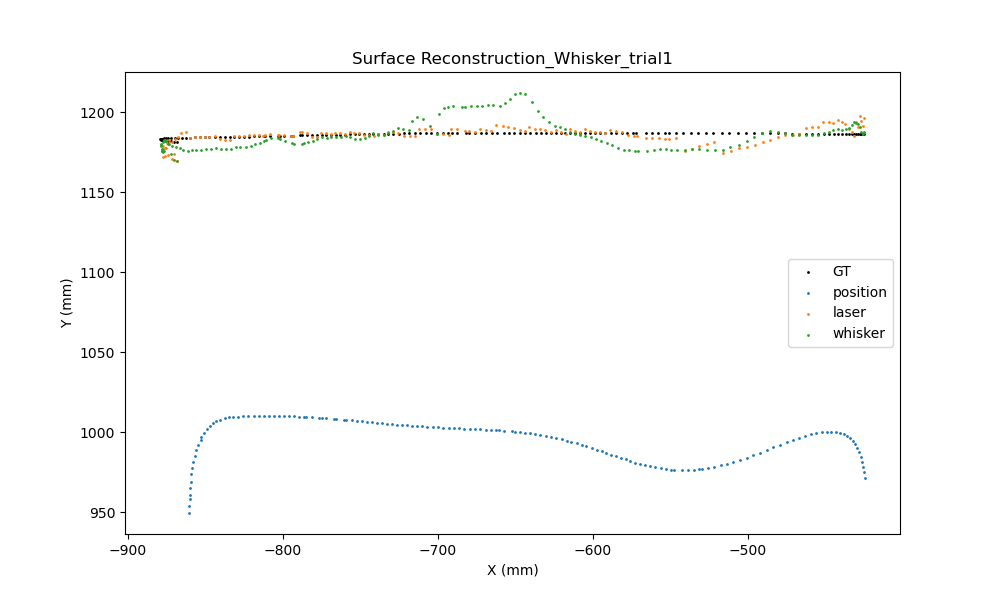 Surface Reconstruction_Whisker_trial1
1200
1150
1100
1050
1000
950
Y (mm)
GT
position
laser
whisker
−900
−800
−700
−600
−500
X (mm)